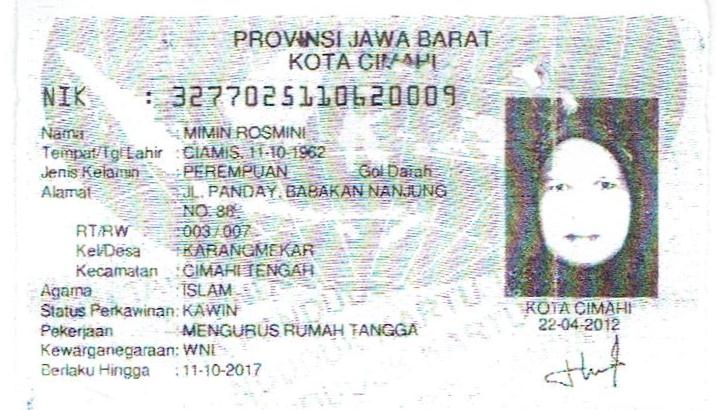 PROVINSI JAWA BARAT
KOTA CIMAHI
NIK : 3277025110620009
Nama : MIMIN ROSMINI
Tempat/Tgl Lahir : CIAMIS, 11-10-1962
Jenis Kelamin : PEREMPUAN Gol Darah :
Alamat : JL. PANDAY. BABAKAN NANJUNG
NO. 88
RT/RW : 003 / 007
Kel/Desa : KARANGMEKAR
Kecamatan : CIMAHI TENGAH
Agama : ISLAM
Status Perkawinan: KAWIN
Pekerjaan : MENGURUS RUMAH TANGGA
Kewarganegaraan: WNI
Berlaku Hingga : 11-10-2017
KOTA CIMAHI
22-04-2012